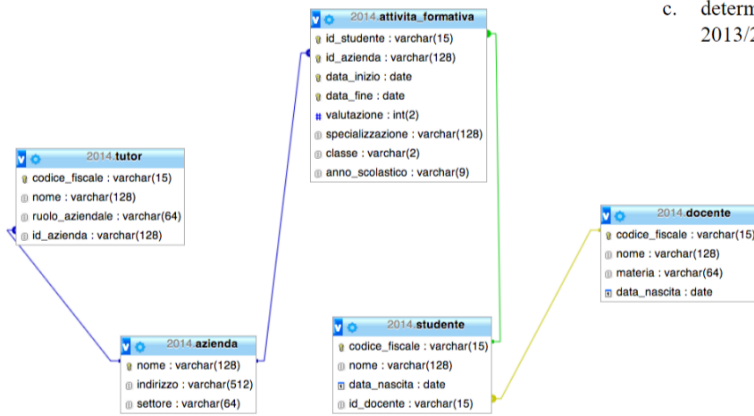 c. determ
2013/2
2014.attivita_formativa
id_studente : varchar(15)
id_azienda : varchar(128)
data_inizio : date
data_fine : date
# valutazione : int(2)
specializzazione : varchar(128)
classe : varchar(2)
anno_scolastico : varchar(9)
2014.tutor
codice_fiscale : varchar(15)
nome : varchar(128)
ruolo_aziendale : varchar(64)
id_azienda : varchar(128)
2014.docente
codice_fiscale : varchar(15)
nome : varchar(128)
materia : varchar(64)
data_nascita : date
2014.azienda
nome : varchar(128)
indirizzo : varchar(512)
settore : varchar(64)
2014.studente
codice_fiscale : varchar(15)
nome : varchar(128)
data_nascita : date
id_docente : varchar(15)